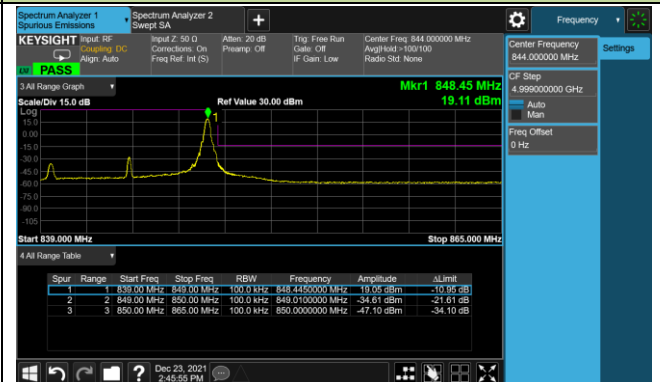 Spectrum Analyzer 1
Spurious Emissions
Spectrum Analyzer 2
Swept SA
Frequency
KEYSIGHT
Input: RF
Coupling: DC
Align: Auto
Input Z: 50 Ω
Corrections: On
Freq Ref: Int (S)
Atten: 20 dB
Preamp: Off
Trig: Free Run
Gate: Off
IF Gain: Low
Center Freq: 844.000000 MHz
Avg|Hold:>100/100
Radio Std: None
PASS
Center Frequency
844.000000 MHz
Settings
CF Step
4.999000000 GHz
Auto
Man
Freq Offset
0 Hz
3 All Range Graph
Mkr1 848.45 MHz
Scale/Div 15.0 dB
Ref Value 30.00 dBm
19.11 dBm
Log
15.0
0.00
-15.0
-30.0
-45.0
-60.0
-75.0
-90.0
-105
1
Start 839.000 MHz
Stop 865.000 MHz
4 All Range Table
Spur Range Start Freq Stop Freq RBW Frequency Amplitude ΔLimit
1 1 839.00 MHz 849.00 MHz 100.0 kHz 848.4450000 MHz 19.05 dBm -10.95 dB
2 2 849.00 MHz 850.00 MHz 100.0 kHz 849.0100000 MHz -34.61 dBm -21.61 dB
3 3 850.00 MHz 865.00 MHz 100.0 kHz 850.0000000 MHz -47.10 dBm -34.10 dB
Dec 23, 2021
2:45:55 PM